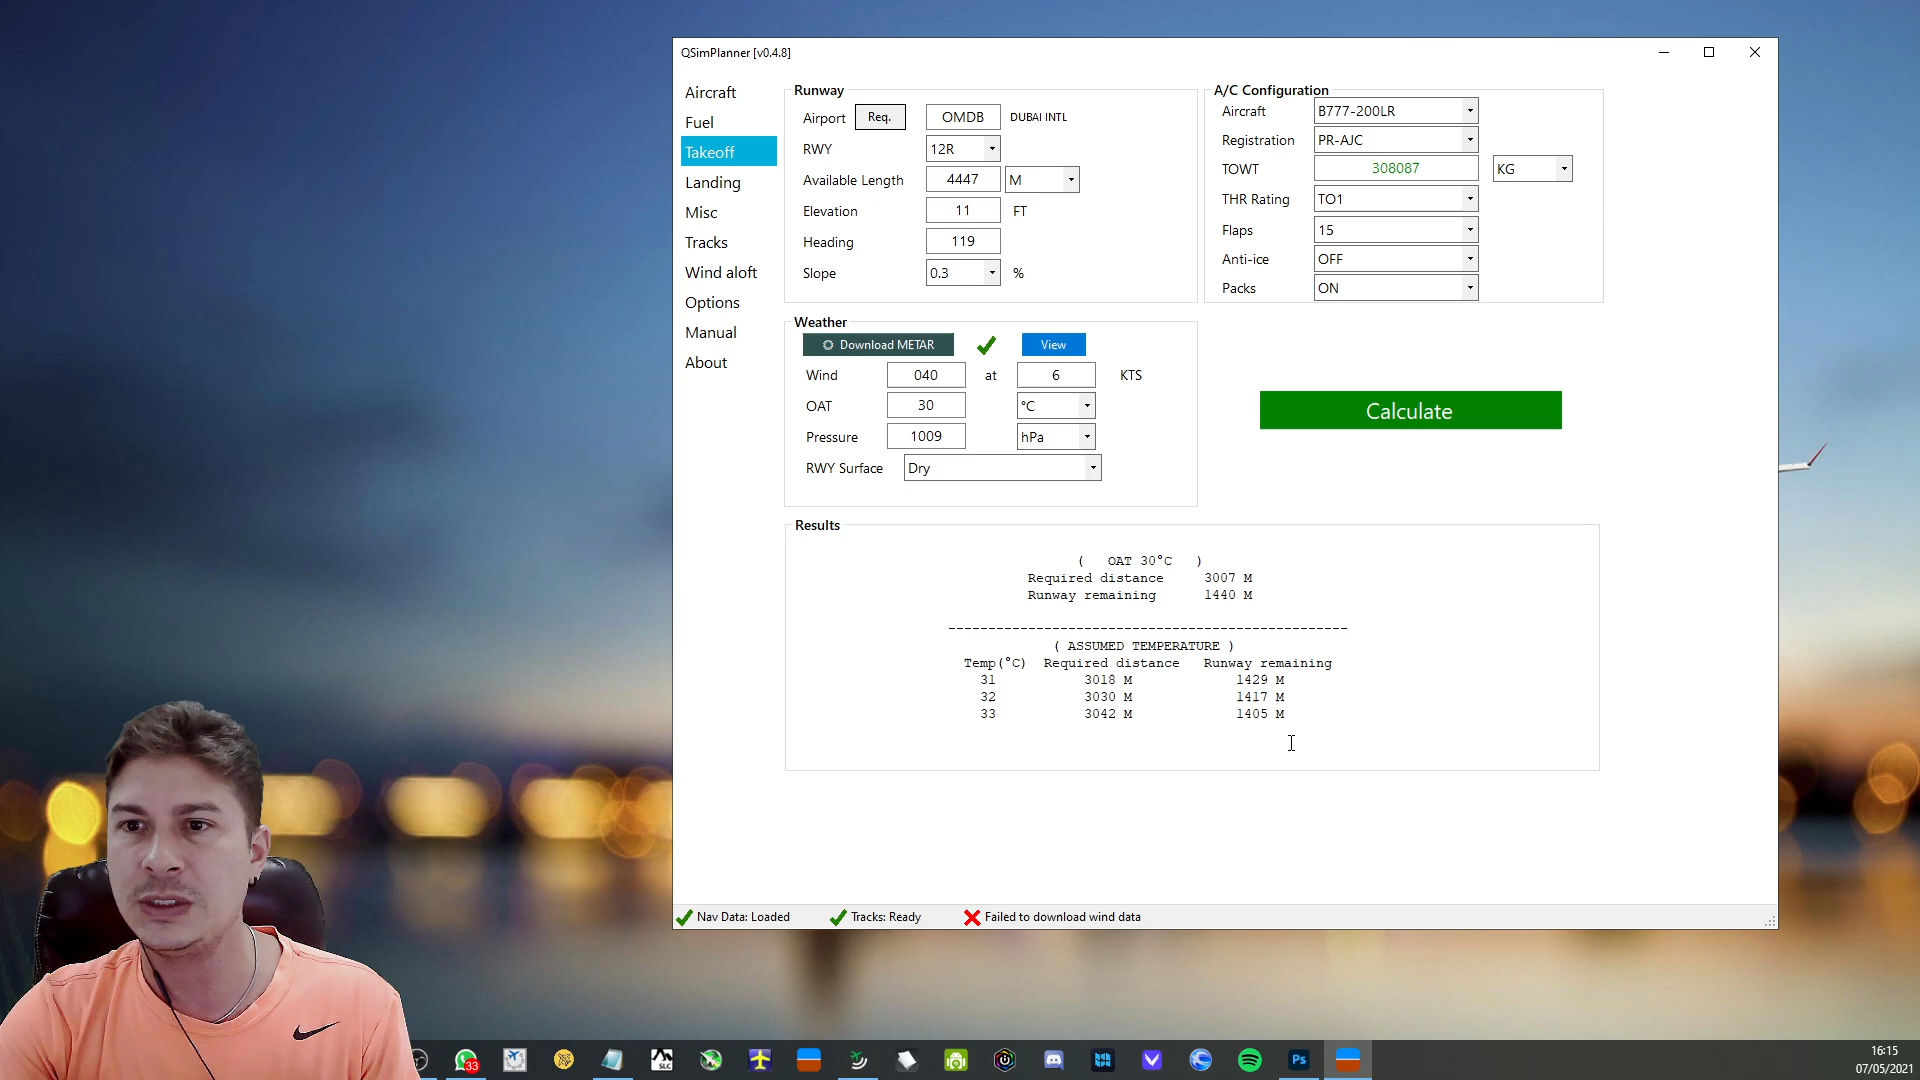 QSimPlanner [v0.4.8]
Aircraft
Fuel
Takeoff
Landing
Misc
Tracks
Wind aloft
Options
Manual
About
Runway
Airport Req. OMDB DUBAI INTL
RWY 12R
Available Length 4447 M
Elevation 11 FT
Heading 119
Slope 0.3 %
A/C Configuration
Aircraft B777-200LR
Registration PR-AJC
TOWT 308087 KG
THR Rating TO1
Flaps 15
Anti-ice OFF
Packs ON
Weather
Download METAR View
Wind 040 at 6 KTS
OAT 30 °C
Pressure 1009 hPa
RWY Surface Dry
Calculate
Results
( OAT 30°C )
Required distance 3007 M
Runway remaining 1440 M
--------------------------------------------------
( ASSUMED TEMPERATURE )
Temp(°C) Required distance Runway remaining
31 3018 M 1429 M
32 3030 M 1417 M
33 3042 M 1405 M
Nav Data: Loaded Tracks: Ready Failed to download wind data
33
SLC
Ps
16:15
07/05/2021